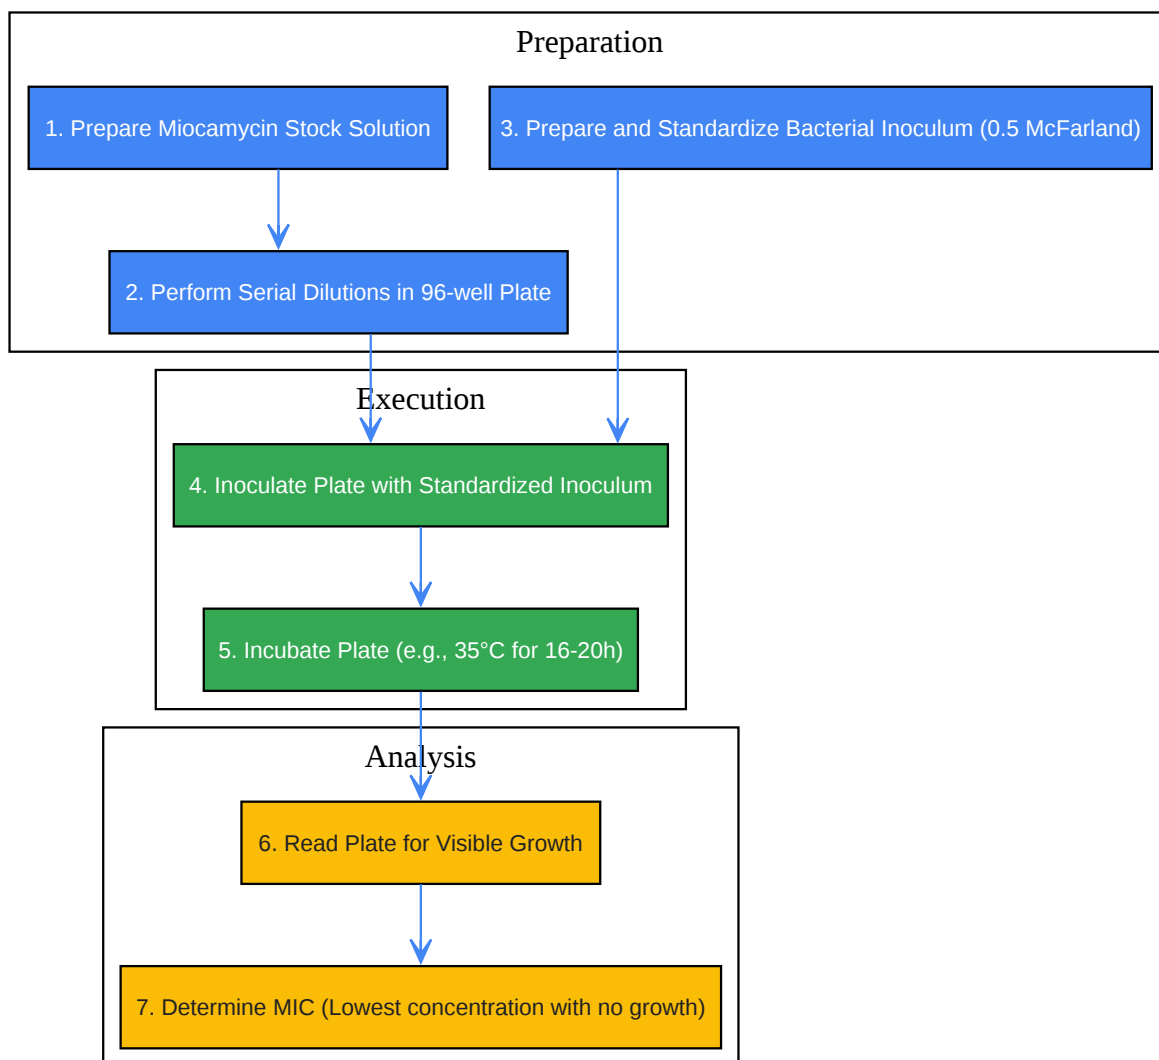 Preparation
1. Prepare Miocamycin Stock Solution
3. Prepare and Standardize Bacterial Inoculum (0.5 McFarland)
2. Perform Serial Dilutions in 96-well Plate
Execution
4. Inoculate Plate with Standardized Inoculum
5. Incubate Plate (e.g., 35°C for 16-20h)
Analysis
6. Read Plate for Visible Growth
7. Determine MIC (Lowest concentration with no growth)